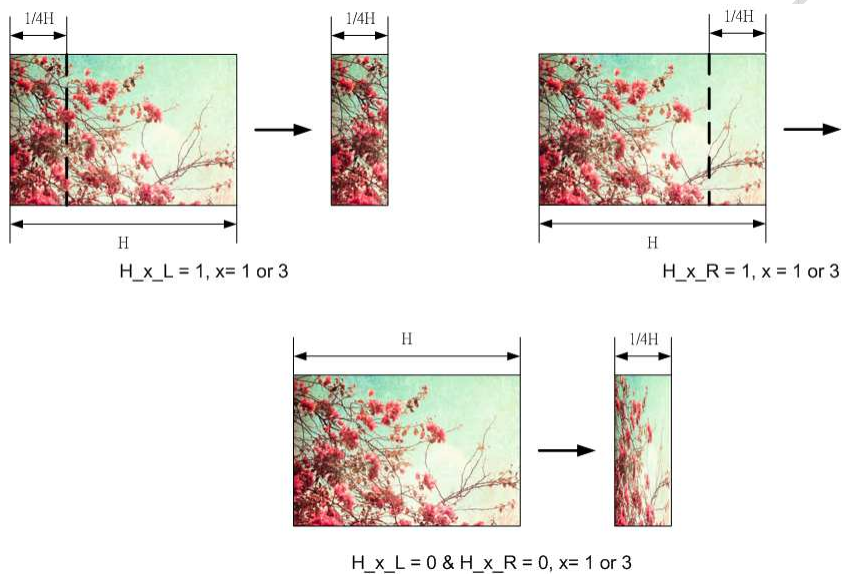 1/4H
1/4H
1/4H
H
H
H_x_L = 1, x= 1 or 3
H_x_R = 1, x = 1 or 3
H
1/4H
H_x_L = 0 & H_x_R = 0, x= 1 or 3